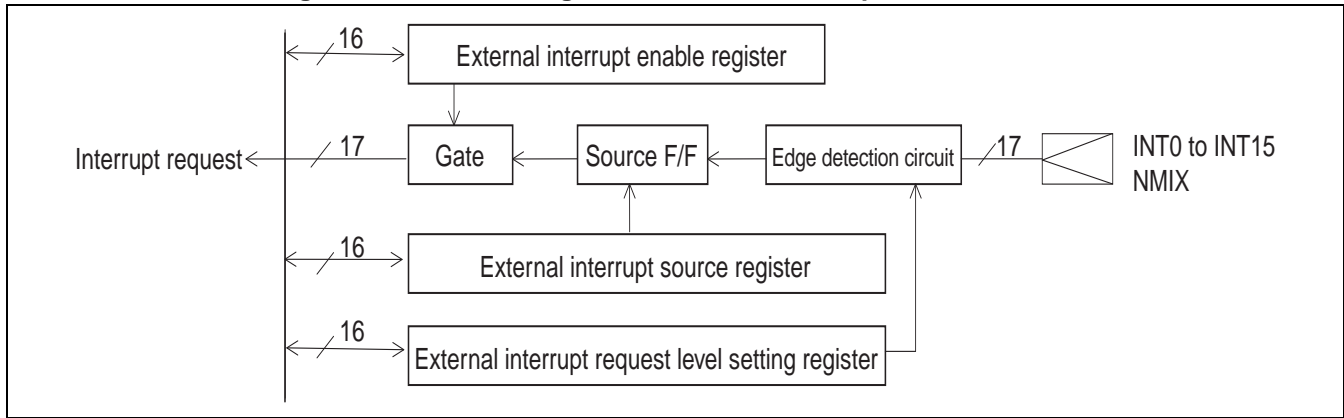 16
External interrupt enable register
Interrupt request
17
Gate
Source F/F
Edge detection circuit
17
INT0 to INT15
NMIX
16
External interrupt source register
16
External interrupt request level setting register